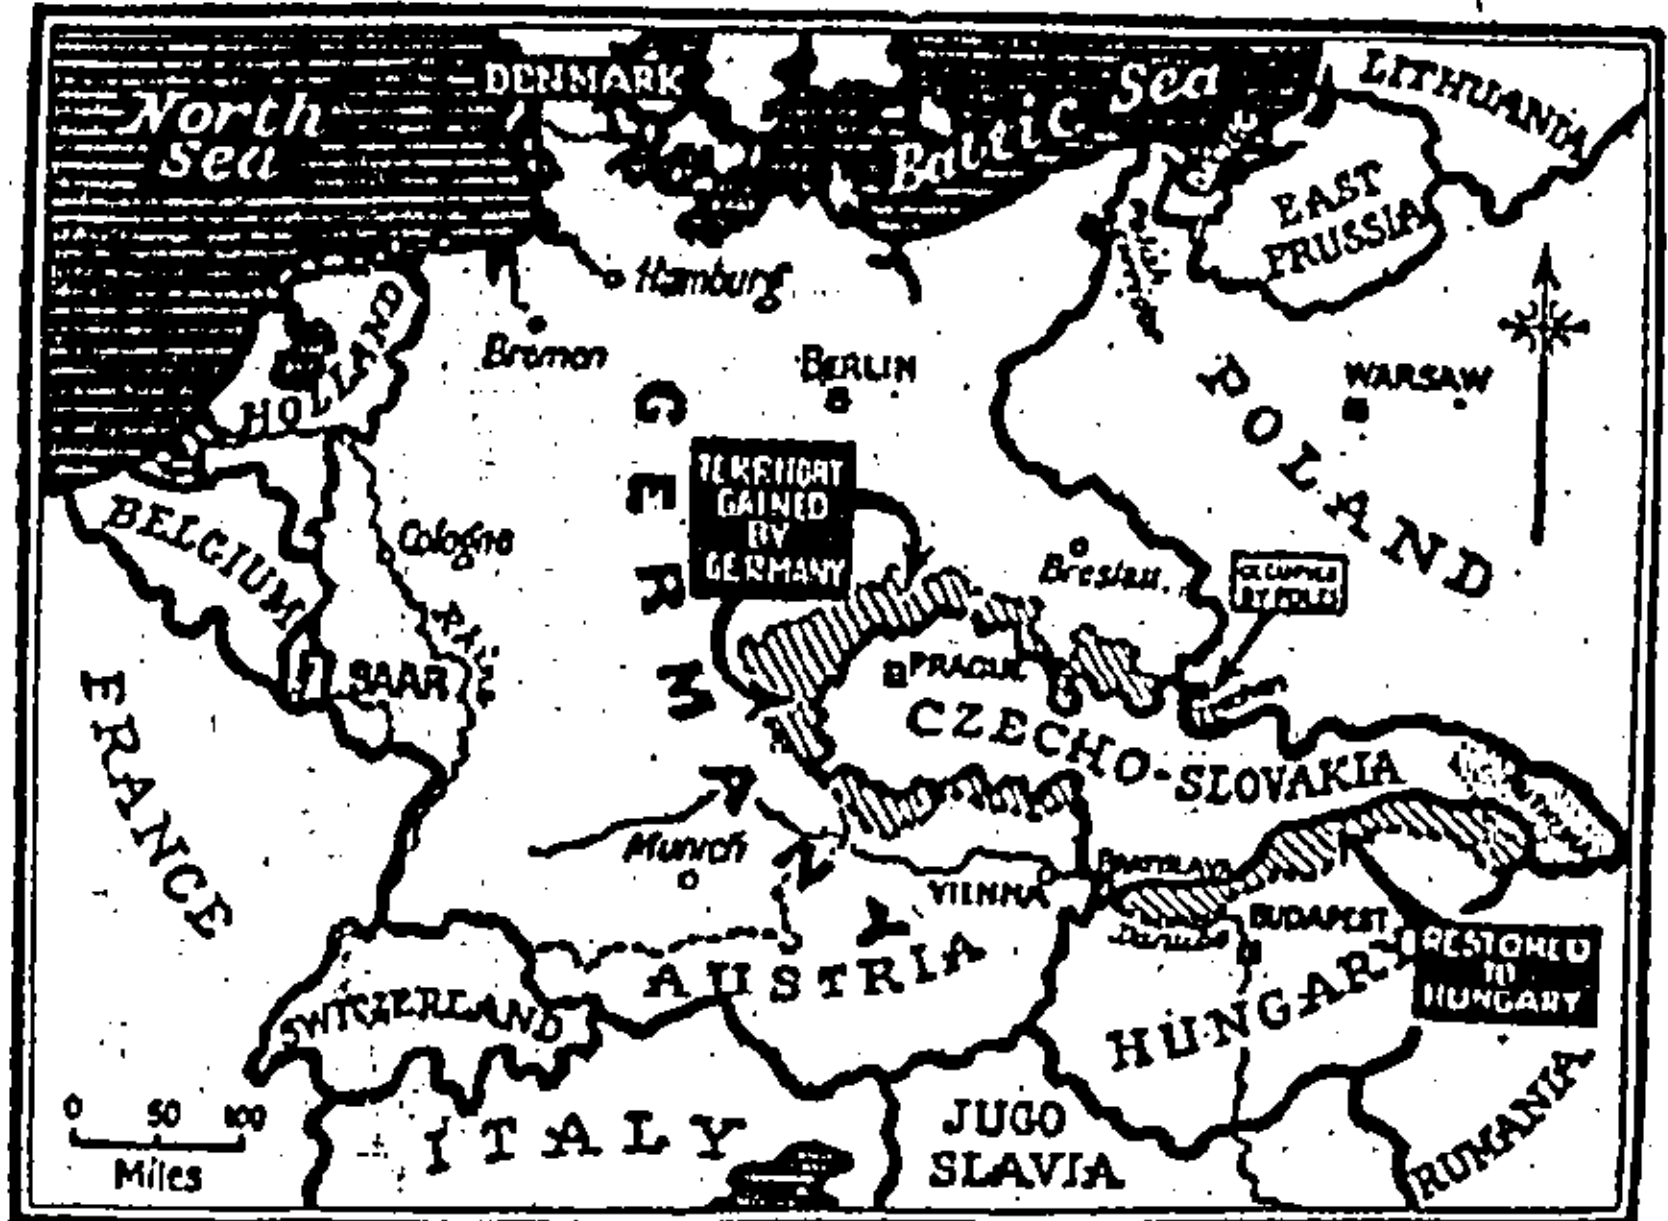 North
Sea
DENMARK
Baltic Sea
LITHUANIA
EAST
PRUSSIA
Hamburg
Bremen
BERLIN
HOLLAND
POLAND
WARSAW
GERMANY
GAINED
BY
GERMANY
BELGIUM
Cologne
Breslau
BY POLES
SAAR
PRAGUE
CZECHO-SLOVAKIA
FRANCE
Munich
VIENNA
BRATISLAVA
Danube
BUDAPEST
RESTORED
TO
HUNGARY
AUSTRIA
HUNGARY
SWITZERLAND
0 50 100
Miles
ITALY
JUGO
SLAVIA
RUMANIA